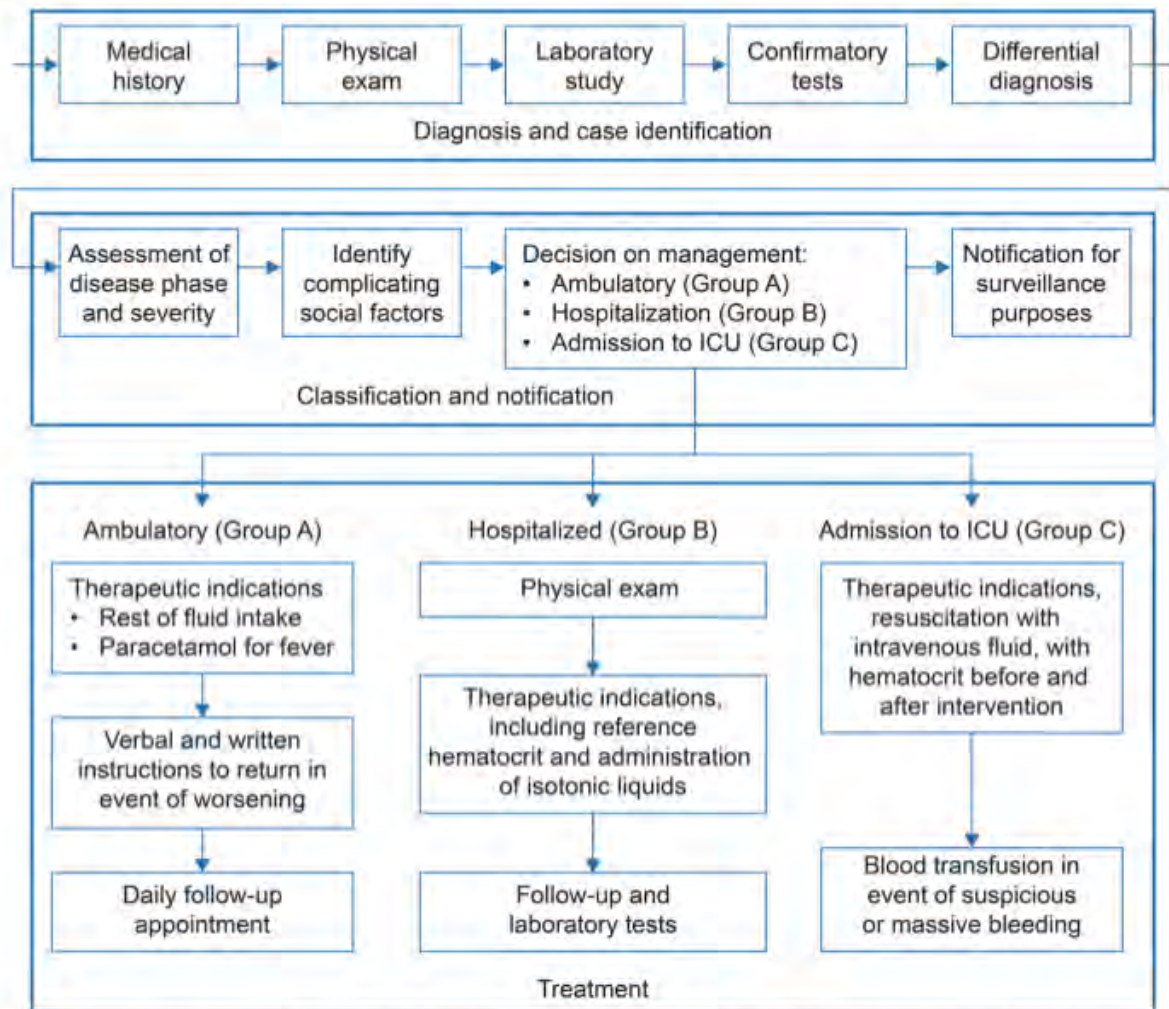 Medical
history
Physical
exam
Laboratory
study
Confirmatory
tests
Differential
diagnosis
Diagnosis and case identification
Assessment of
disease phase
and severity
Identify
complicating
social factors
Decision on management:
• Ambulatory (Group A)
• Hospitalization (Group B)
• Admission to ICU (Group C)
Notification for
surveillance
purposes
Classification and notification
Ambulatory (Group A)
Therapeutic indications
• Rest of fluid intake
• Paracetamol for fever
Verbal and written
instructions to return in
event of worsening
Daily follow-up
appointment
Hospitalized (Group B)
Physical exam
Therapeutic indications,
including reference
hematocrit and administration
of isotonic liquids
Follow-up and
laboratory tests
Admission to ICU (Group C)
Therapeutic indications,
resuscitation with
intravenous fluid, with
hematocrit before and
after intervention
Blood transfusion in
event of suspicious
or massive bleeding
Treatment